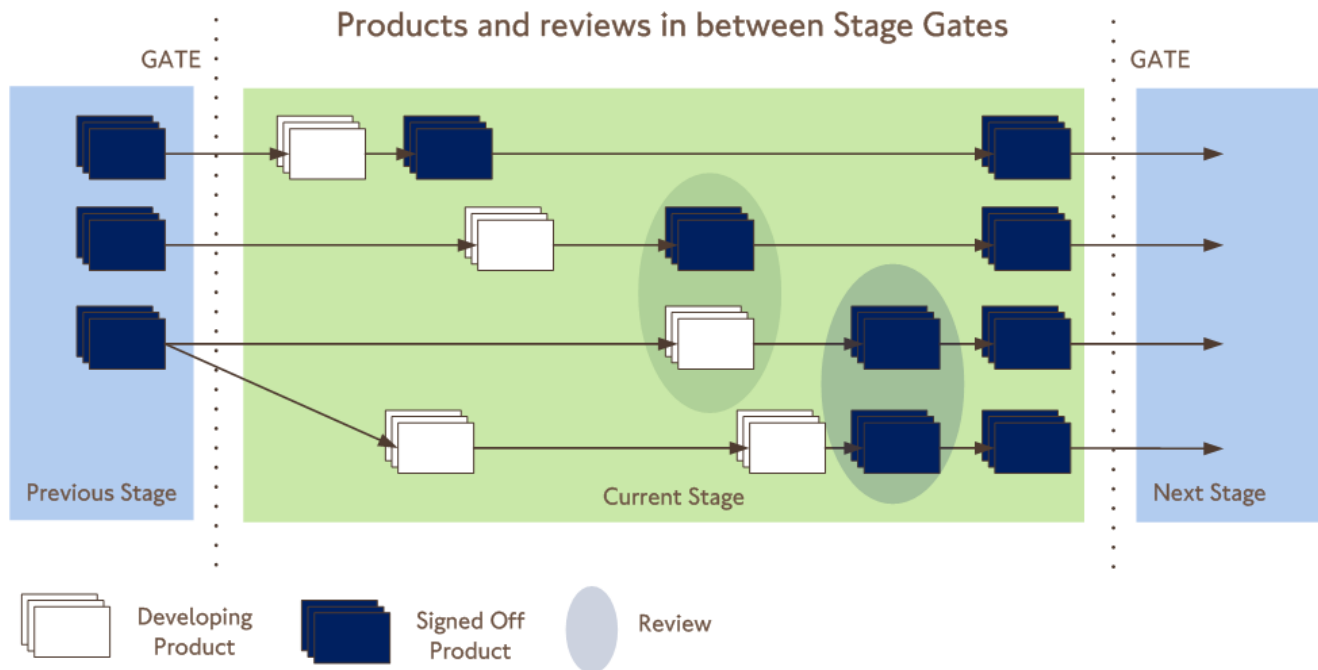 Products and reviews in between Stage Gates
GATE
GATE
Previous Stage
Current Stage
Next Stage
Developing
Product
Signed Off
Product
Review